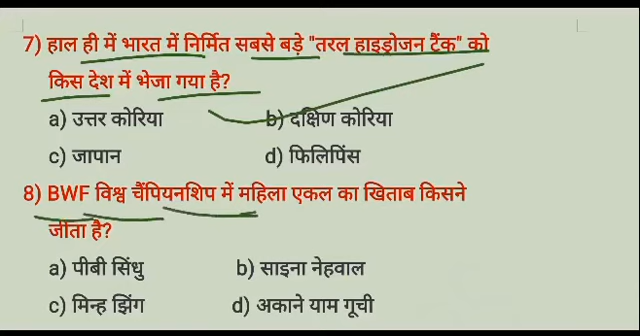 7) हाल ही में भारत में निर्मित सबसे बड़े "तरल हाइड्रोजन टैंक" को
किस देश में भेजा गया है?
a) उत्तर कोरिया b) दक्षिण कोरिया
c) जापान d) फिलिपिंस
8) BWF विश्व चैंपियनशिप में महिला एकल का खिताब किसने
जीता है?
a) पीबी सिंधु b) साइना नेहवाल
c) मिन्ह झिंग d) अकाने याम गूची